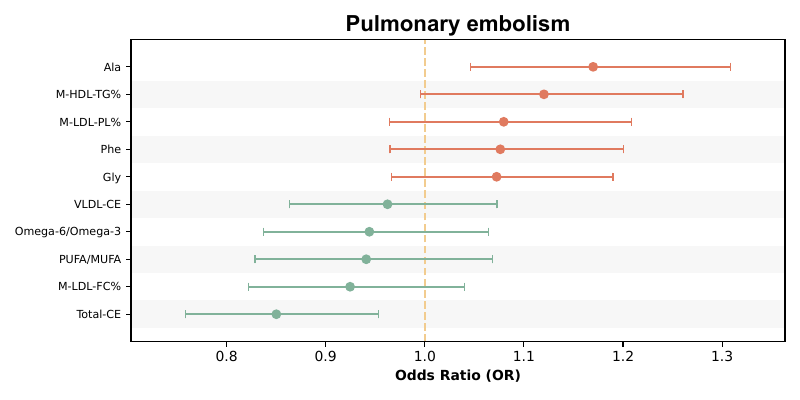 Pulmonary embolism
Ala
M-HDL-TG%
M-LDL-PL%
Phe
Gly
VLDL-CE
Omega-6/Omega-3
PUFA/MUFA
M-LDL-FC%
Total-CE
0.8 0.9 1.0 1.1 1.2 1.3
Odds Ratio (OR)